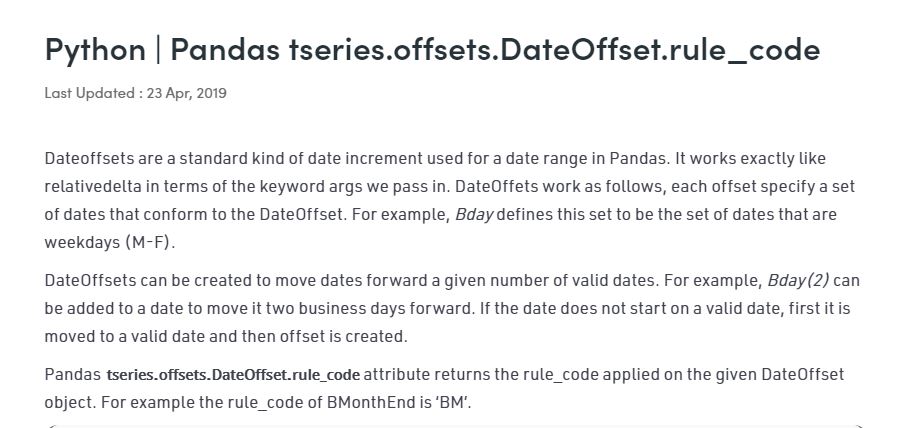 Python | Pandas tseries.offsets.DateOffset.rule_code
Last Updated : 23 Apr, 2019
Dateoffsets are a standard kind of date increment used for a date range in Pandas. It works exactly like
relativedelta in terms of the keyword args we pass in. DateOffets work as follows, each offset specify a set
of dates that conform to the DateOffset. For example, Bday defines this set to be the set of dates that are
weekdays (M-F).
DateOffsets can be created to move dates forward a given number of valid dates. For example, Bday(2) can
be added to a date to move it two business days forward. If the date does not start on a valid date, first it is
moved to a valid date and then offset is created.
Pandas tseries.offsets.DateOffset.rule_code attribute returns the rule_code applied on the given DateOffset
object. For example the rule_code of BMonthEnd is ‘BM’.